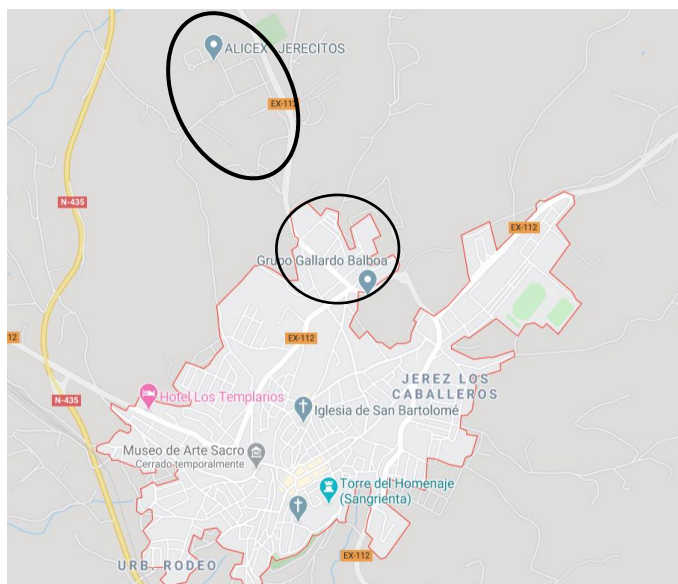 ALICEX JERECITOS
EX-112
N-435
EX-112
Grupo Gallardo Balboa
12
EX-112
JEREZ LOS
CABALLEROS
Hotel Los Templarios
N-435
Iglesia de San Bartolomé
Museo de Arte Sacro
Cerrado temporalmente
Torre del Homenaje
(Sangrienta)
EX-112
URB. RODEO